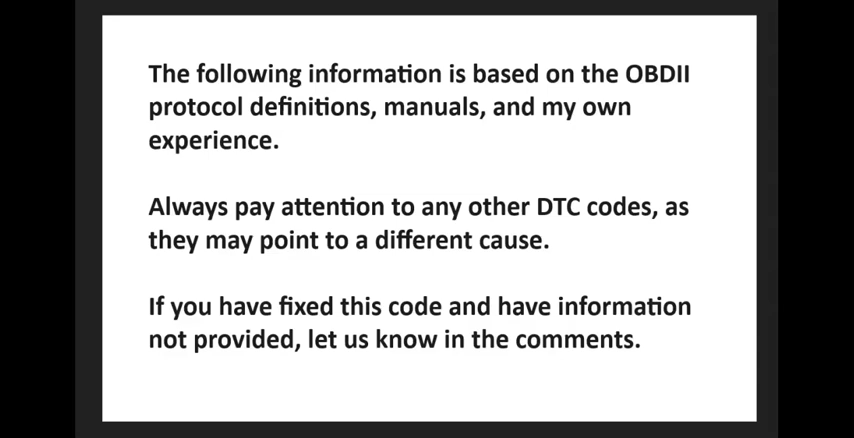 The following information is based on the OBDII
protocol definitions, manuals, and my own
experience.
Always pay attention to any other DTC codes, as
they may point to a different cause.
If you have fixed this code and have information
not provided, let us know in the comments.